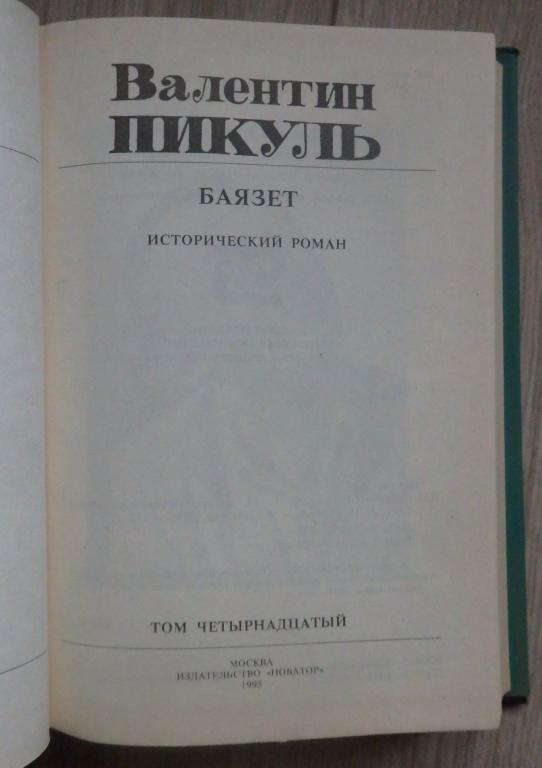 Валентин
ПИКУЛЬ
БАЯЗЕТ
ИСТОРИЧЕСКИЙ РОМАН
ТОМ ЧЕТЫРНАДЦАТЫЙ
МОСКВА
ИЗДАТЕЛЬСТВО «НОВАТОР»
1995